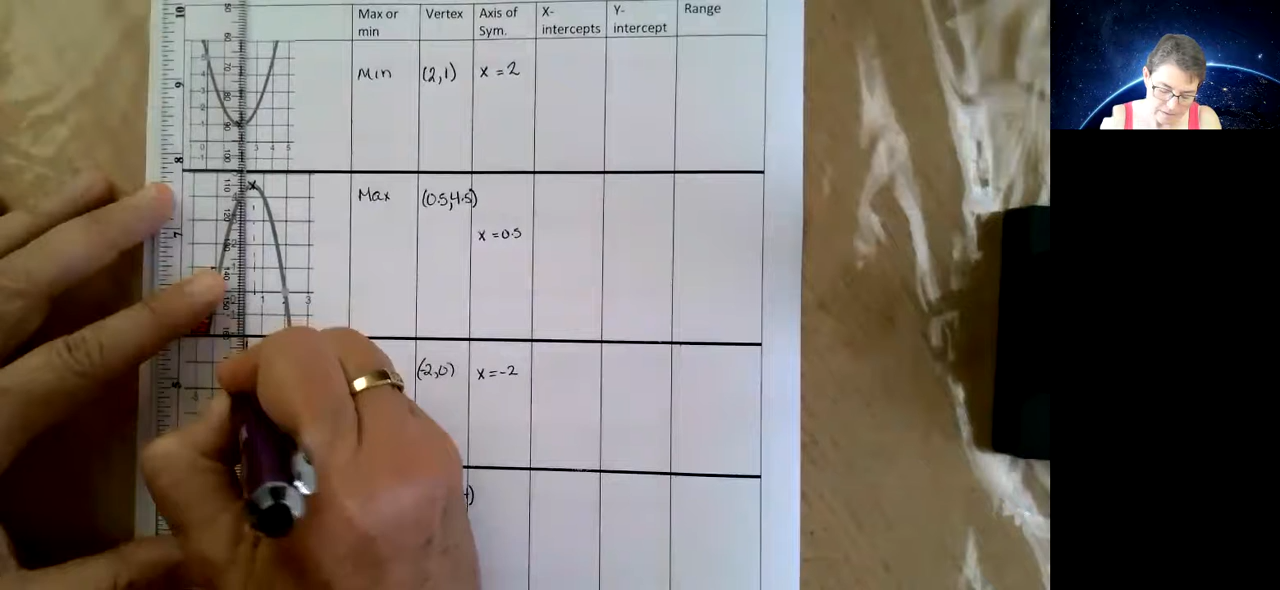 Max or min Vertex Axis of Sym. X-intercepts Y-intercept Range
Min (2,1) x = 2
Max (0.5,4.5)
x = 0.5
(-2,0) x = -2